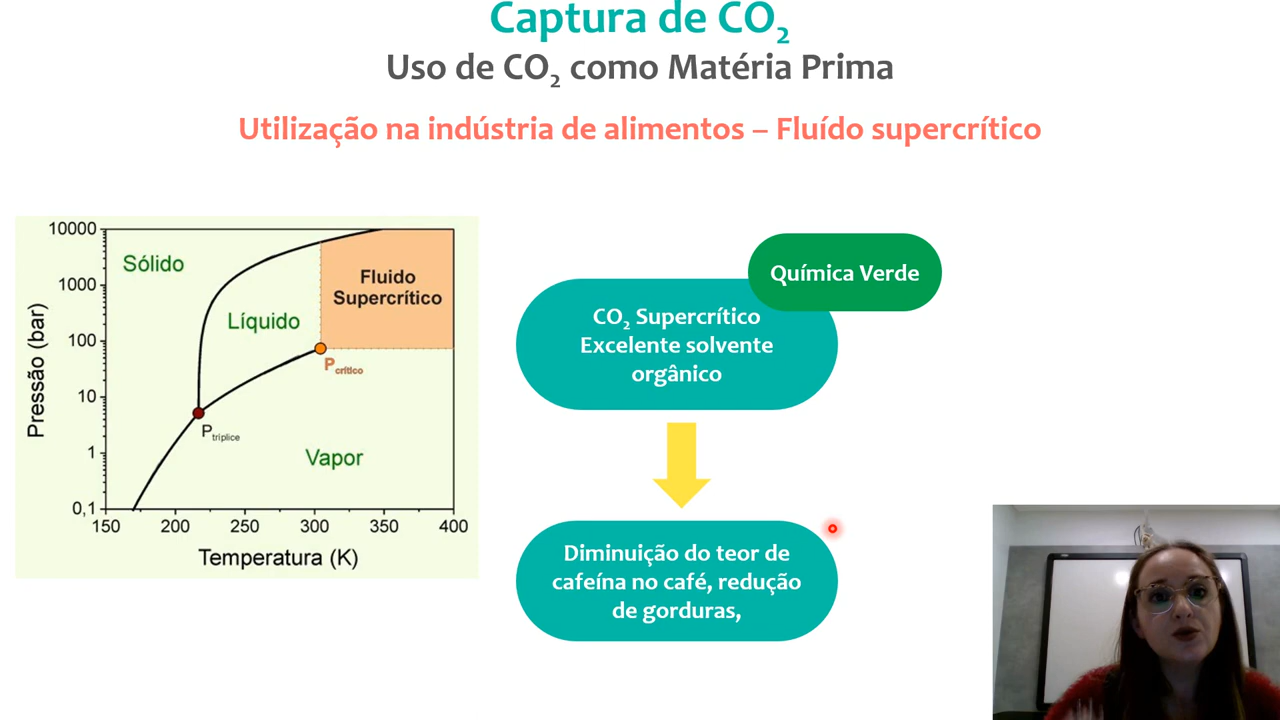 Captura de CO₂
Uso de CO₂ como Matéria Prima
Utilização na indústria de alimentos – Fluído supercrítico
10000
1000
100
10
1
0,1
Pressão (bar)
Sólido
Líquido
Fluido
Supercrítico
P crítico
P tríplice
Vapor
150 200 250 300 350 400
Temperatura (K)
Química Verde
CO₂ Supercrítico
Excelente solvente
orgânico
Diminuição do teor de
cafeína no café, redução
de gorduras,